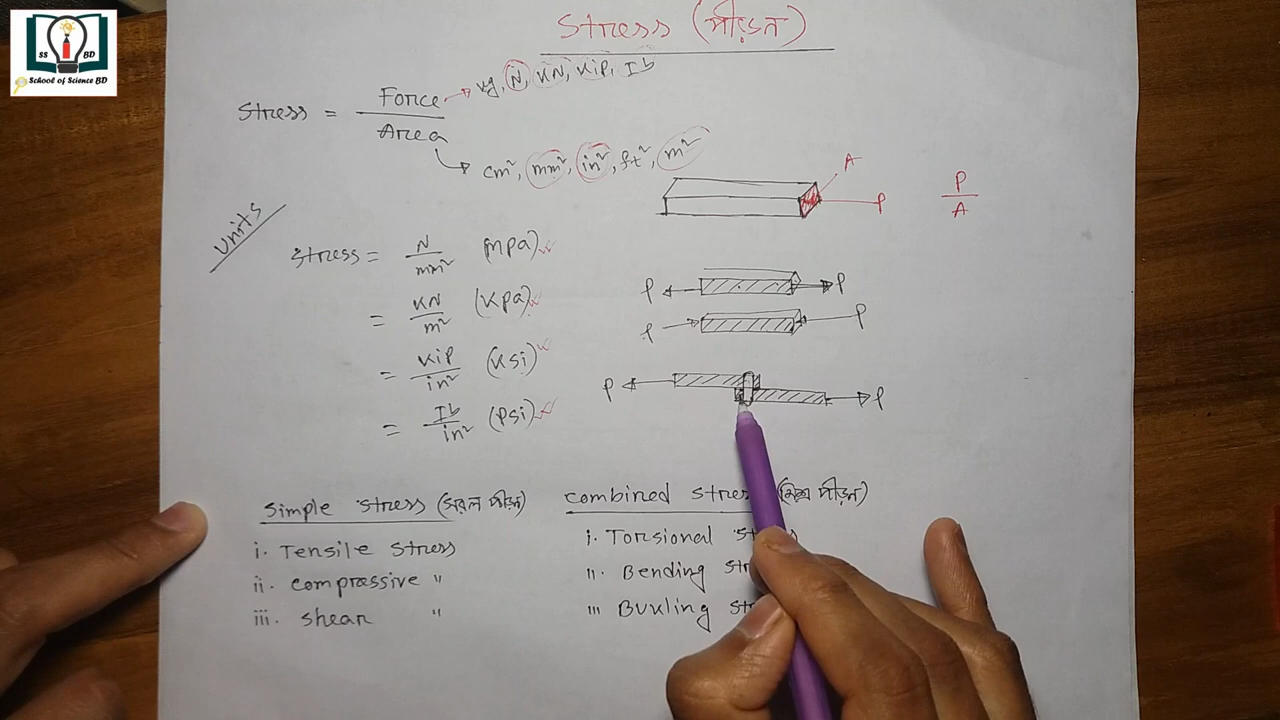 SS BD
School of Science BD
Stress (পীড়ন)
Stress = Force / Area
kg, N, KN, Kip, Ib
cm², mm², in², ft², m²
A
P
P
A
Units
Stress = N/mm² (Mpa)
= KN/m² (Kpa)
= Kip/in² (Ksi)
= Ib/in² (Psi)
P P
P P
P P
Simple Stress (সরল পীড়ন)
i. Tensile Stress
ii. compressive "
iii. shear "
Combined Stress (মিশ্র পীড়ন)
i. Torsional
ii. Bending
iii Bukling